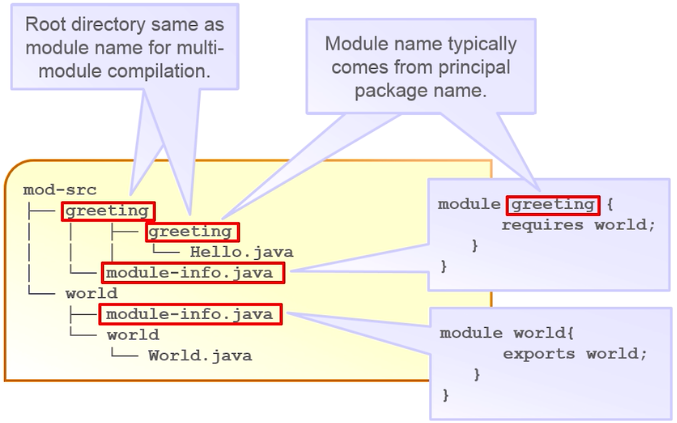 Root directory same as
module name for multi-
module compilation.
Module name typically
comes from principal
package name.
mod-src
├── greeting
│   │   ├── greeting
│   │   │   └── Hello.java
│   └── module-info.java
└── world
    ├── module-info.java
    └── world
        └── World.java
module greeting {
requires world;
}
}
module world{
exports world;
}
}